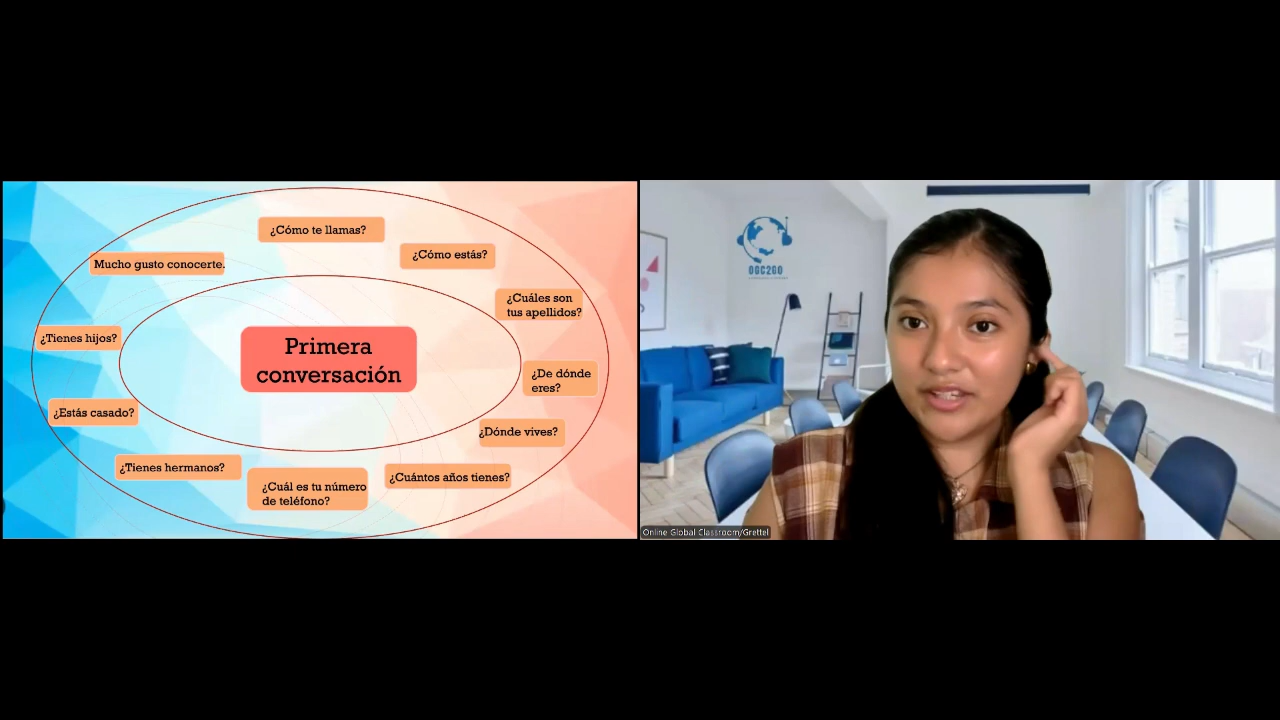 ¿Cómo te llamas?
¿Cómo estás?
Mucho gusto conocerte.
¿Cuáles son
tus apellidos?
¿Tienes hijos?
Primera
conversación
¿De dónde
eres?
¿Estás casado?
¿Dónde vives?
¿Tienes hermanos?
¿Cuál es tu número
de teléfono?
¿Cuántos años tienes?
OGC2GO
Online Global Classroom/Grettel